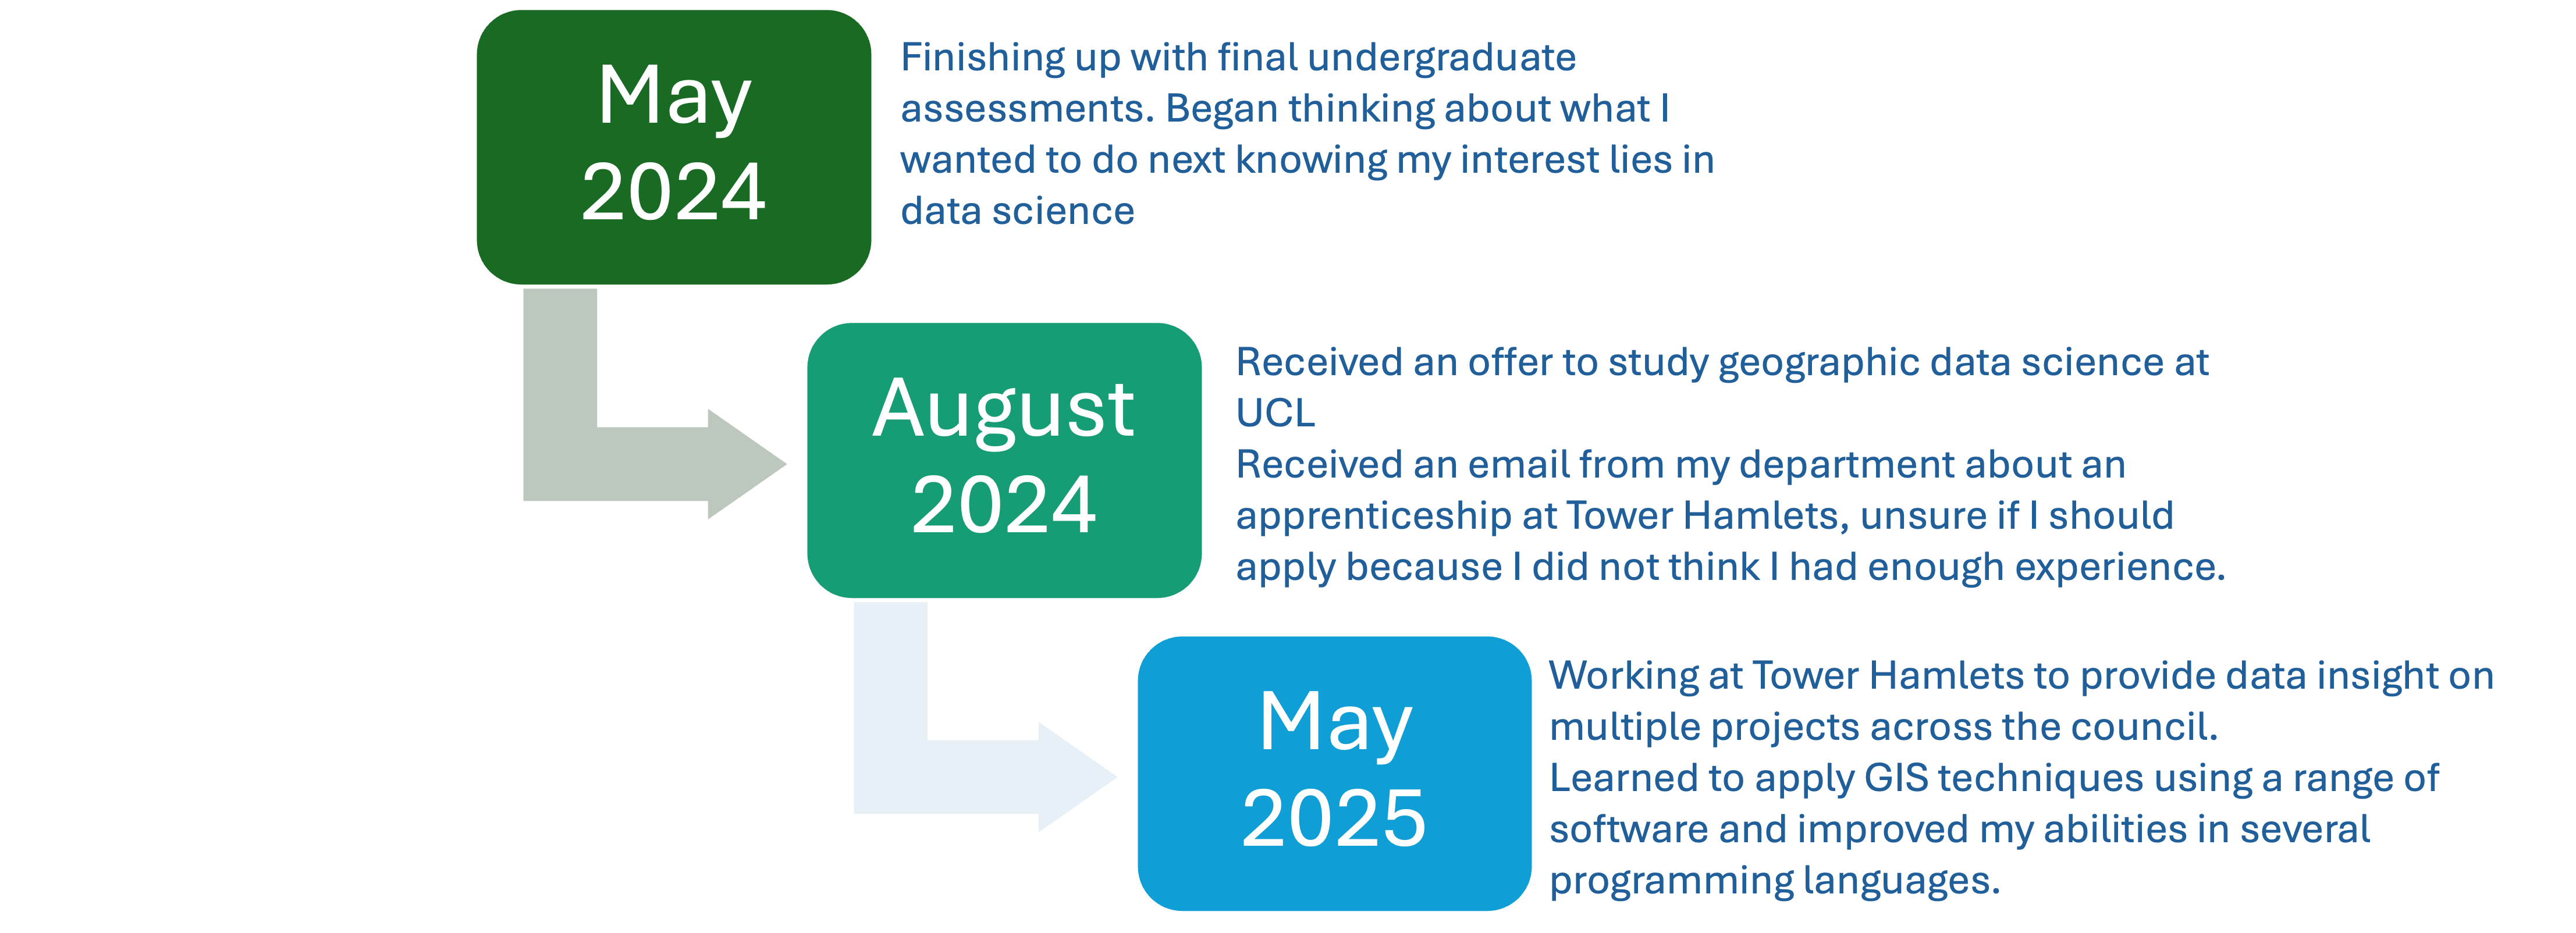 May
2024
Finishing up with final undergraduate
assessments. Began thinking about what I
wanted to do next knowing my interest lies in
data science
August
2024
Received an offer to study geographic data science at
UCL
Received an email from my department about an
apprenticeship at Tower Hamlets, unsure if I should
apply because I did not think I had enough experience.
May
2025
Working at Tower Hamlets to provide data insight on
multiple projects across the council.
Learned to apply GIS techniques using a range of
software and improved my abilities in several
programming languages.